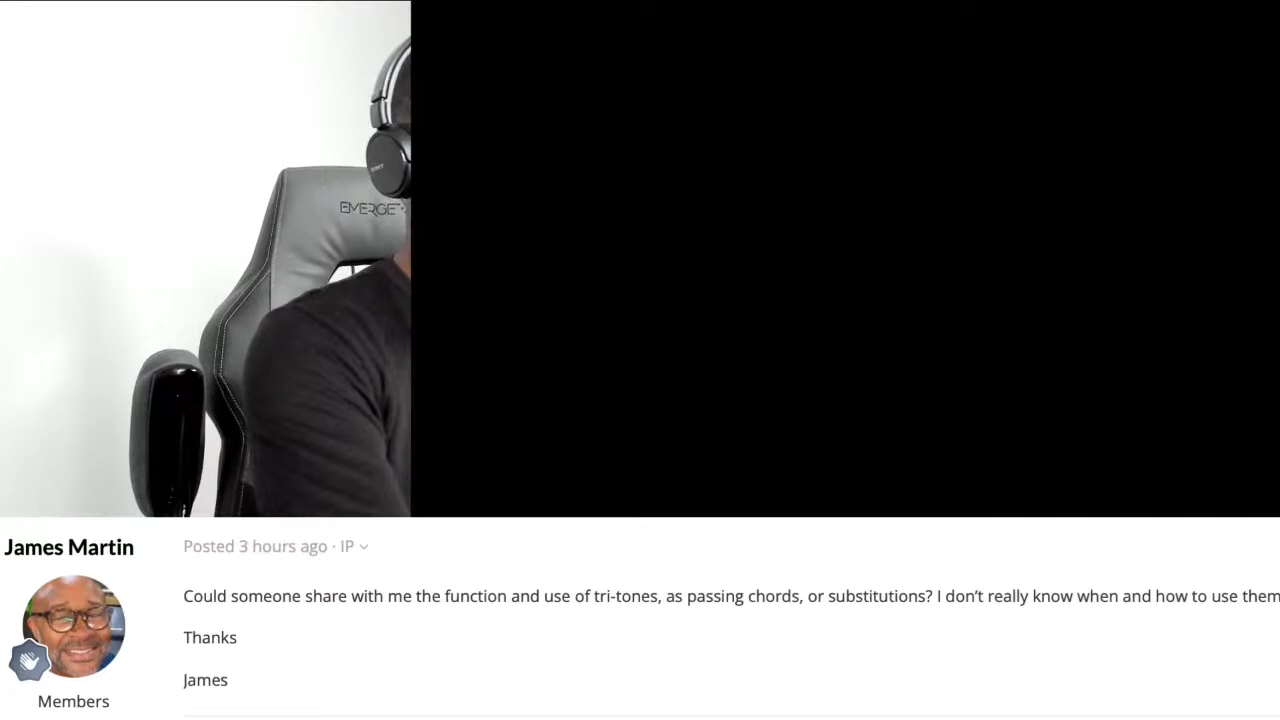 EMERGE
SONY
James Martin
Posted 3 hours ago · IP
Could someone share with me the function and use of tri-tones, as passing chords, or substitutions? I don’t really know when and how to use them
Thanks
James
Members